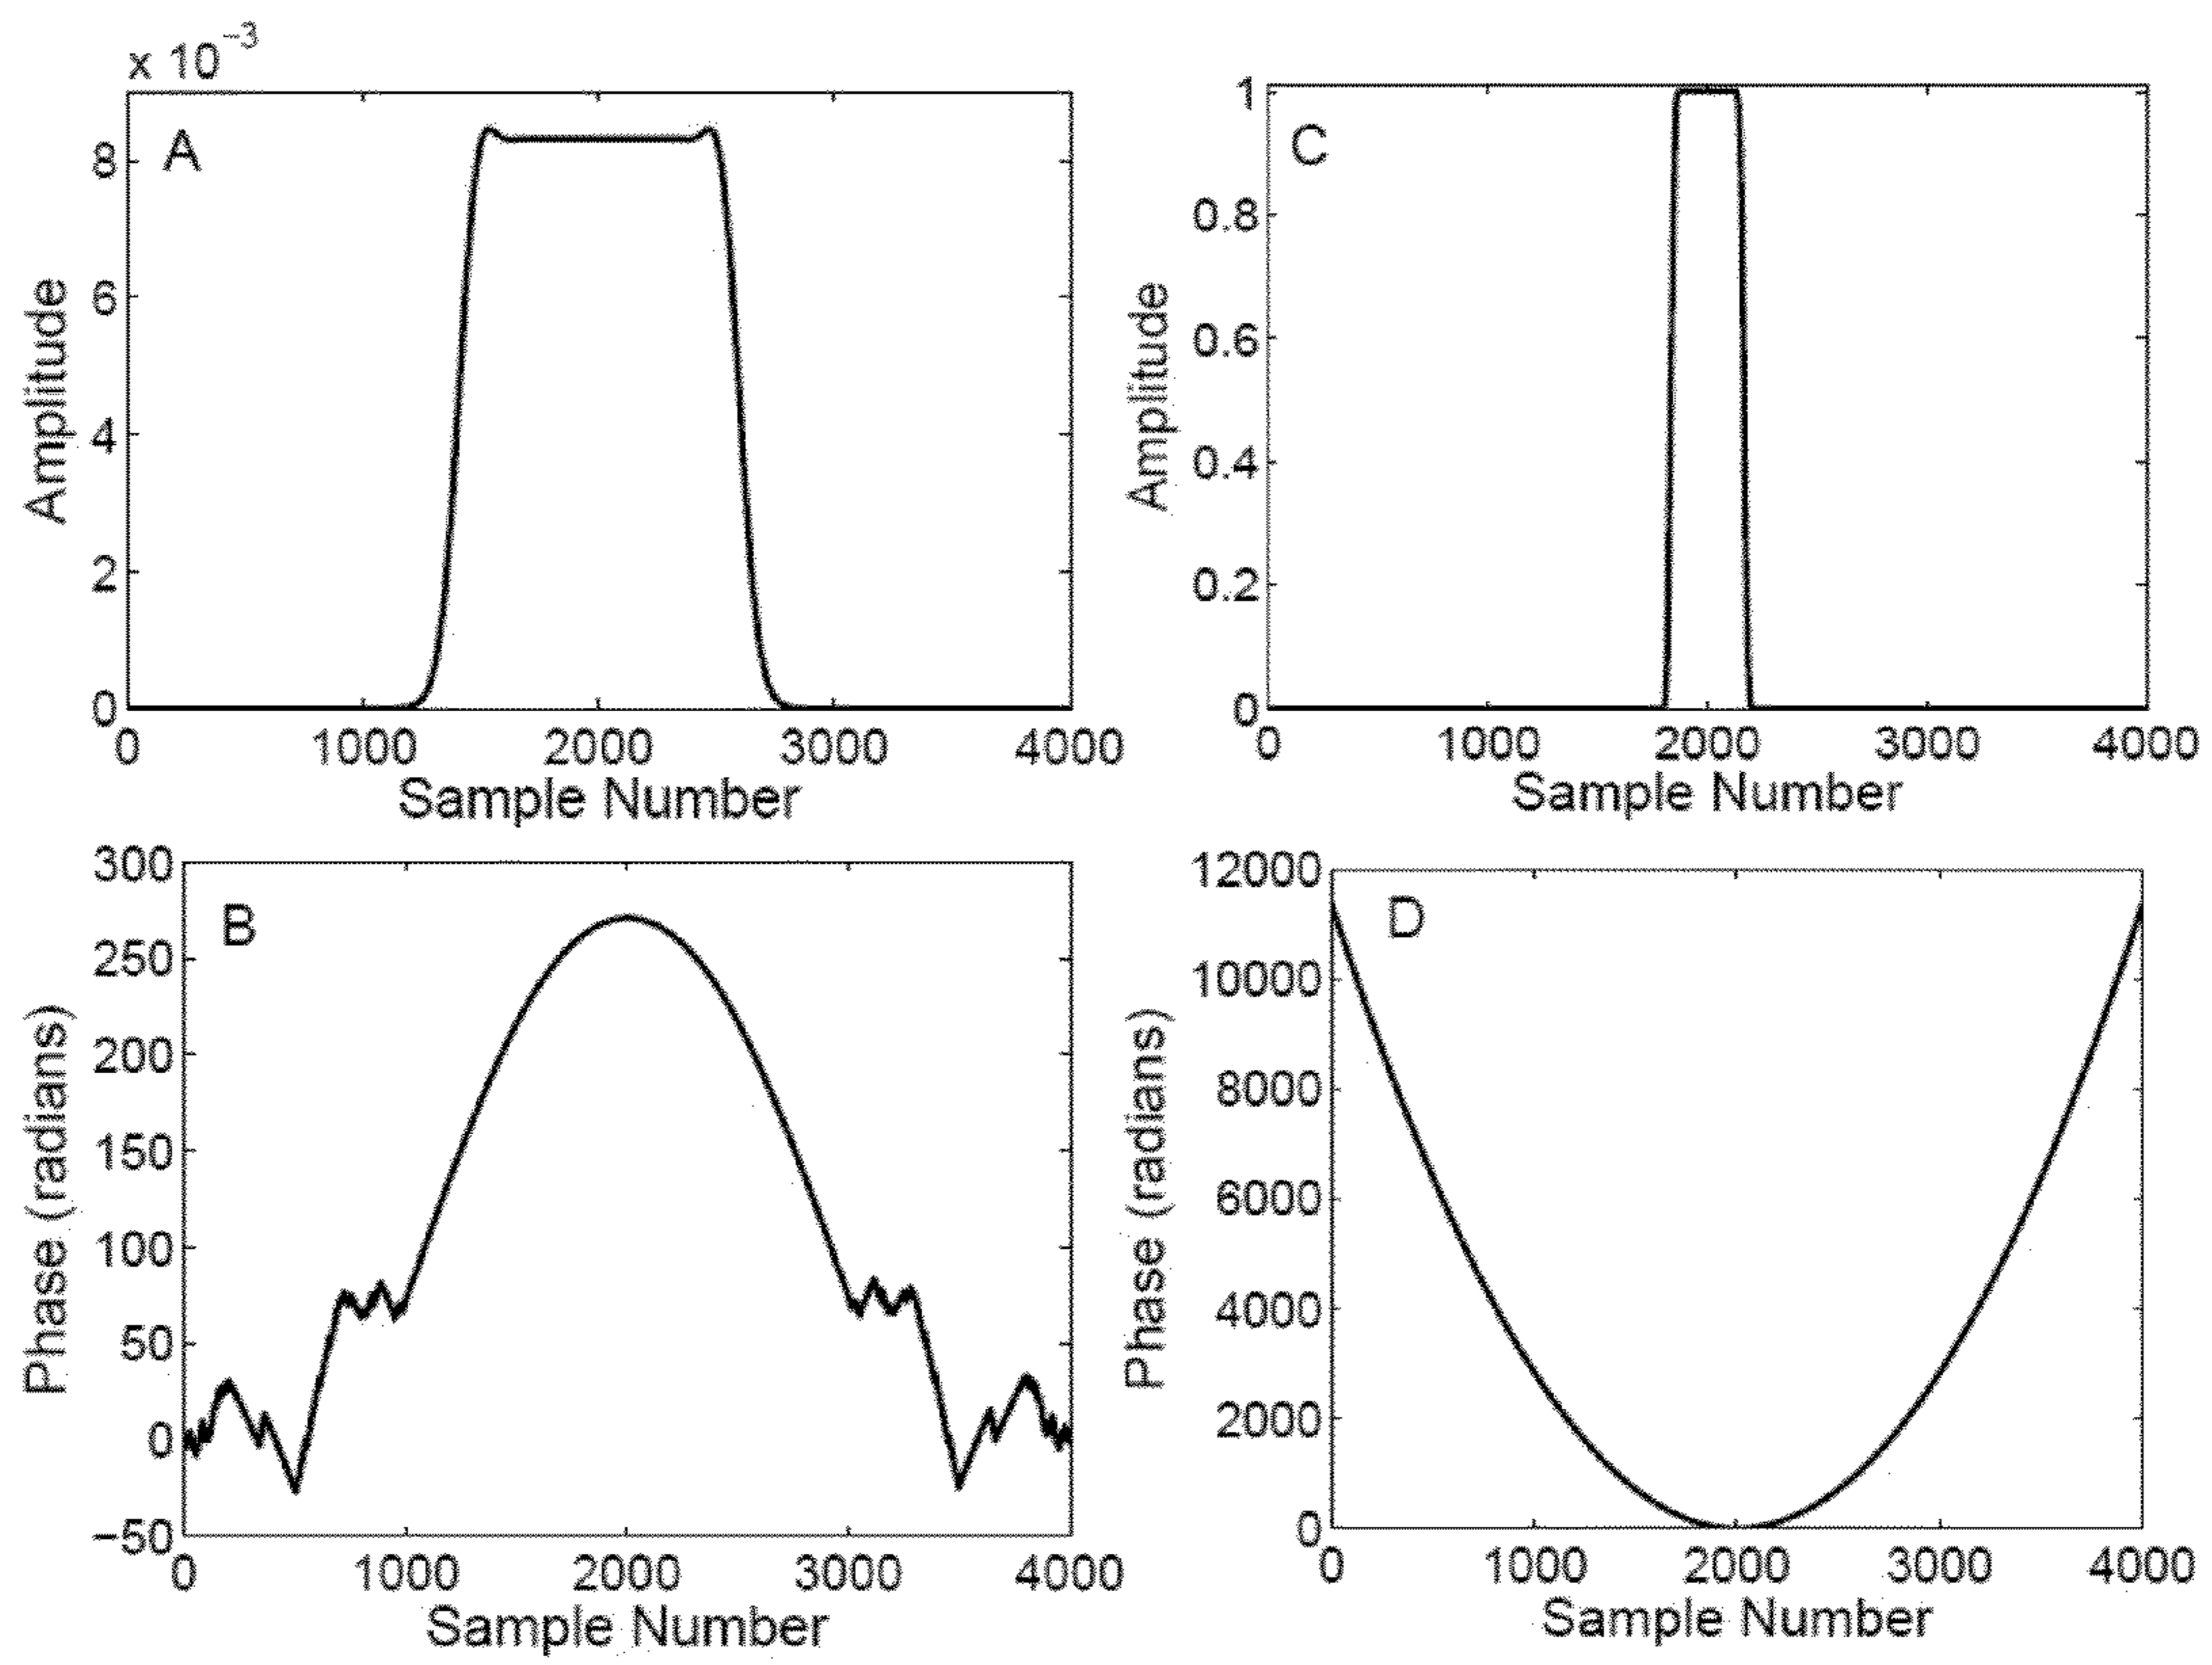 x 10⁻³
A
8
6
4
2
0
0 1000 2000 3000 4000
Sample Number
Amplitude
C
1
0.8
0.6
0.4
0.2
0
0 1000 2000 3000 4000
Sample Number
Amplitude
B
300
250
200
150
100
50
0
−50
0 1000 2000 3000 4000
Sample Number
Phase (radians)
D
12000
10000
8000
6000
4000
2000
0
0 1000 2000 3000 4000
Sample Number
Phase (radians)